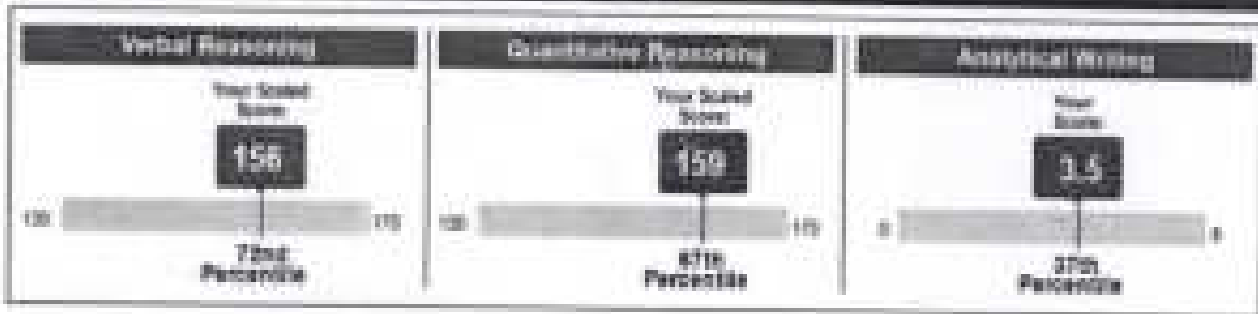 Verbal Reasoning
Your Scaled
Score:
156
130 170
72nd
Percentile
Quantitative Reasoning
Your Scaled
Score:
159
130 170
67th
Percentile
Analytical Writing
Your
Score:
3.5
0 6
37th
Percentile